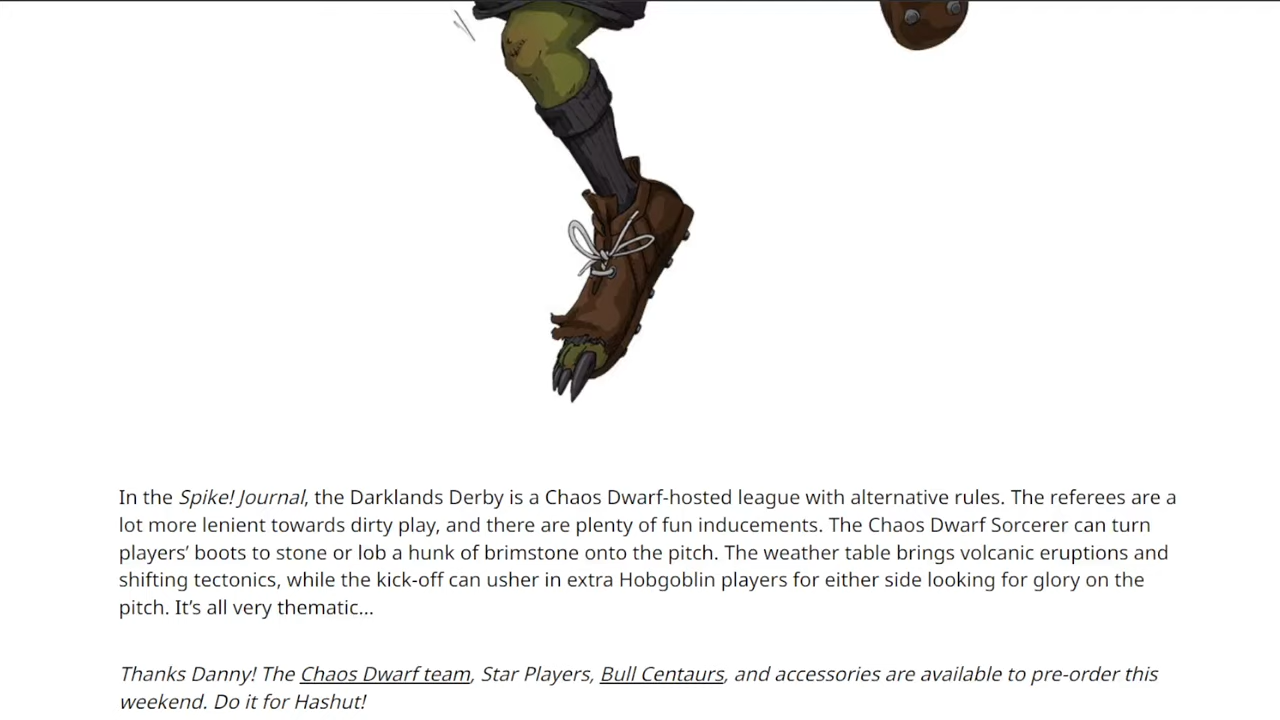 In the Spike! Journal, the Darklands Derby is a Chaos Dwarf-hosted league with alternative rules. The referees are a
lot more lenient towards dirty play, and there are plenty of fun inducements. The Chaos Dwarf Sorcerer can turn
players’ boots to stone or lob a hunk of brimstone onto the pitch. The weather table brings volcanic eruptions and
shifting tectonics, while the kick-off can usher in extra Hobgoblin players for either side looking for glory on the
pitch. It’s all very thematic…
Thanks Danny! The Chaos Dwarf team, Star Players, Bull Centaurs, and accessories are available to pre-order this
weekend. Do it for Hashut!